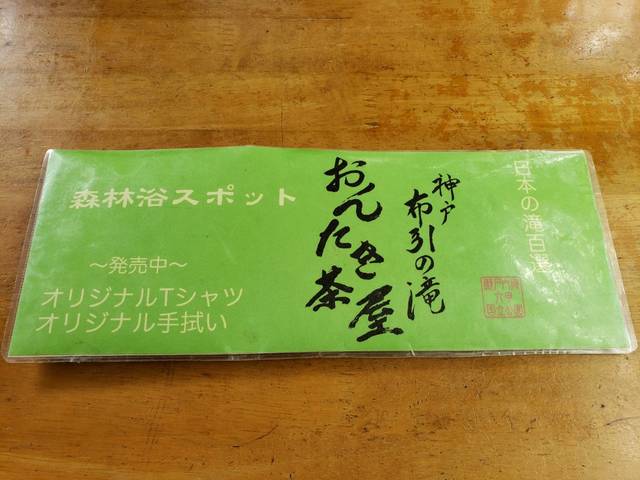 日本の滝百選
神戸
布引の滝
おんたき茶屋
森林浴スポット
～発売中～
オリジナルTシャツ
オリジナル手拭い